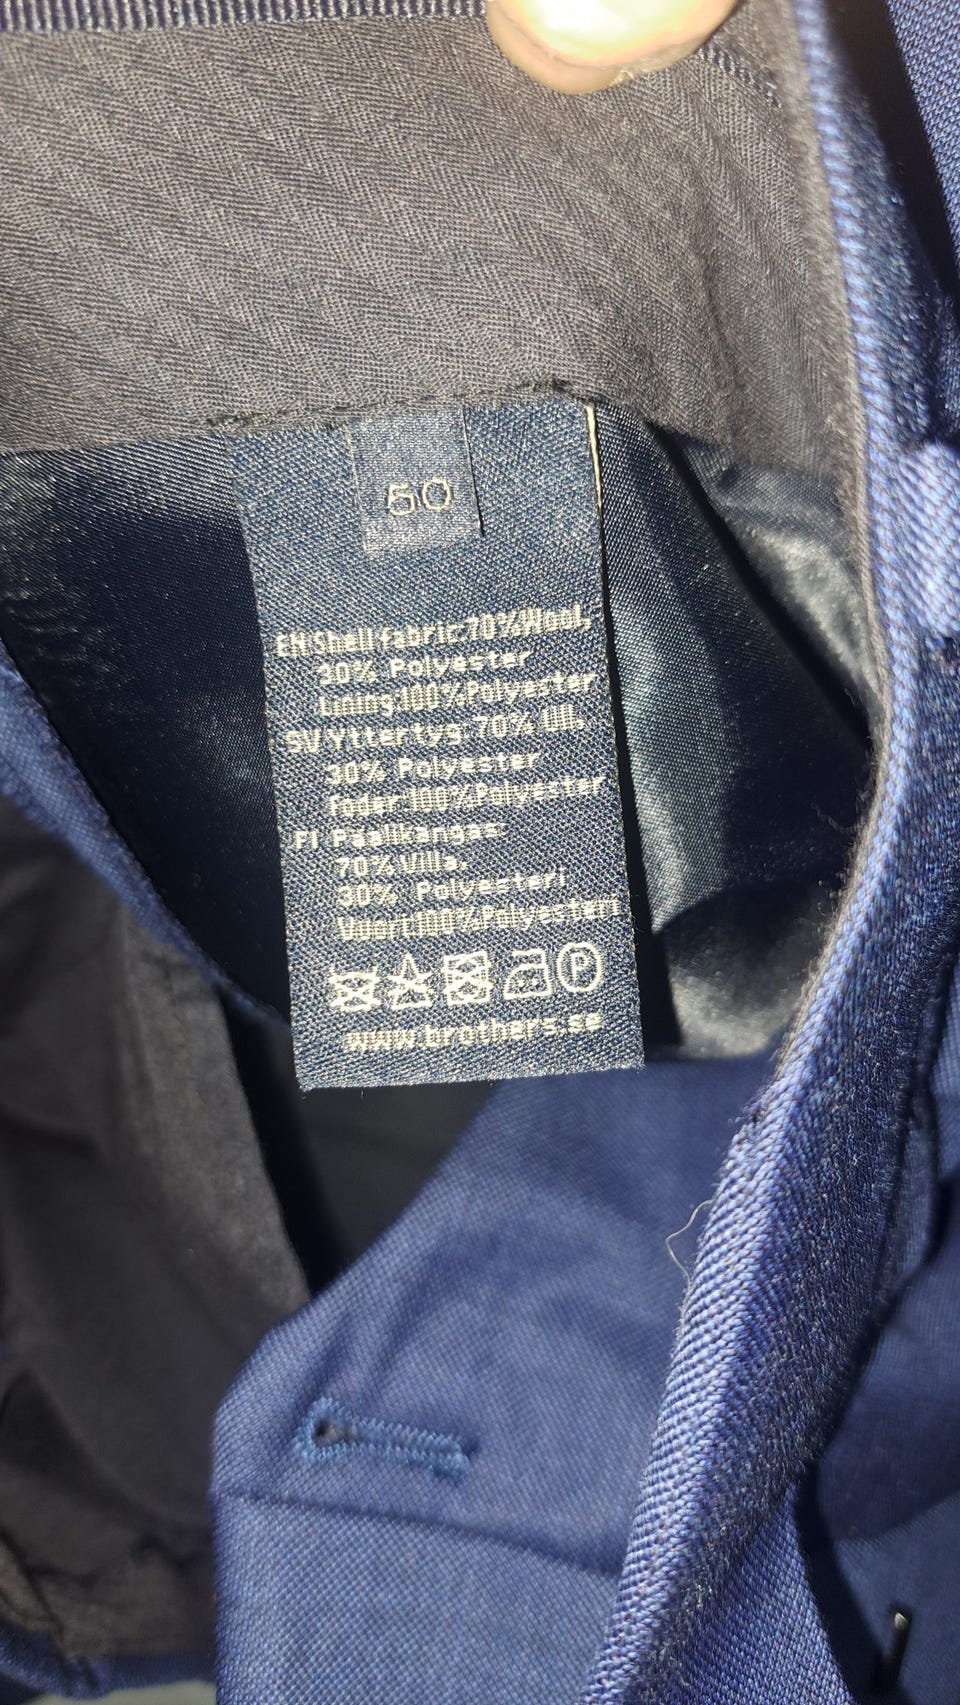 50
EN Shell fabric:70%Wool,
30% Polyester
Lining:100%Polyester
SV Yttertyg:70% Ull,
30% Polyester
Foder:100%Polyester
FI Paallikangas
70%Villa,
30% Polyesteri
Vuori:100%Polyesteri
P
www.brothers.se